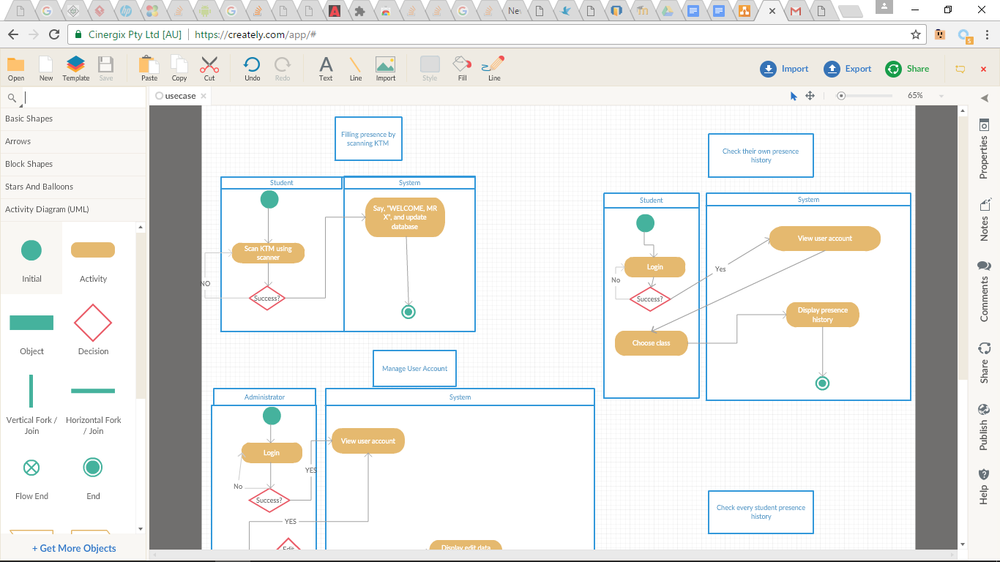 Ne
Cinergix Pty Ltd [AU]
https://creately.com/app/#
5
Open
New
Template
Save
Paste
Copy
Cut
Undo
Redo
Text
Line
Import
Style
Fill
Line
Import
Export
Share
usecase
65%
Basic Shapes
Arrows
Block Shapes
Stars And Balloons
Activity Diagram (UML)
Initial
Activity
Object
Decision
Vertical Fork /
Join
Horizontal Fork
/ Join
Flow End
End
+ Get More Objects
Filling presence by
scanning KTM
Student
System
Say, "WELCOME, MR
X", and update
database
Scan KTM using
scanner
NO
Success?
Manage User Account
Administrator
System
Login
View user account
YES
No
Success?
YES
Edit
Display edit data
Check their own presence
history
Student
System
View user account
Login
Yes
No
Success?
Display presence
history
Choose class
Check every student presence
history
Properties
Notes
Comments
Share
Publish
Help